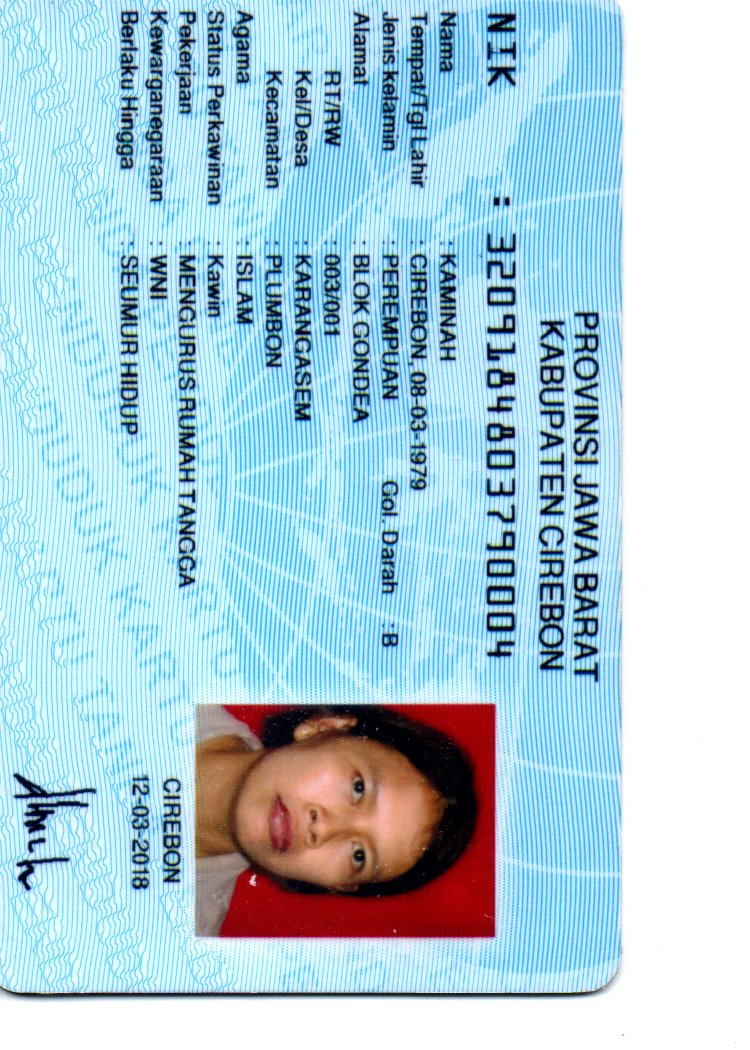 PROVINSI JAWA BARAT
KABUPATEN CIREBON
NIK : 3209184803790004
Nama : KAMINAH
Tempat/Tgl Lahir : CIREBON, 08-03-1979
Jenis kelamin : PEREMPUAN Gol. Darah : B
Alamat : BLOK GONDEA
RT/RW : 003/001
Kel/Desa : KARANGASEM
Kecamatan : PLUMBON
Agama : ISLAM
Status Perkawinan : Kawin
Pekerjaan : MENGURUS RUMAH TANGGA
Kewarganegaraan : WNI
Berlaku Hingga : SEUMUR HIDUP
CIREBON
12-03-2018